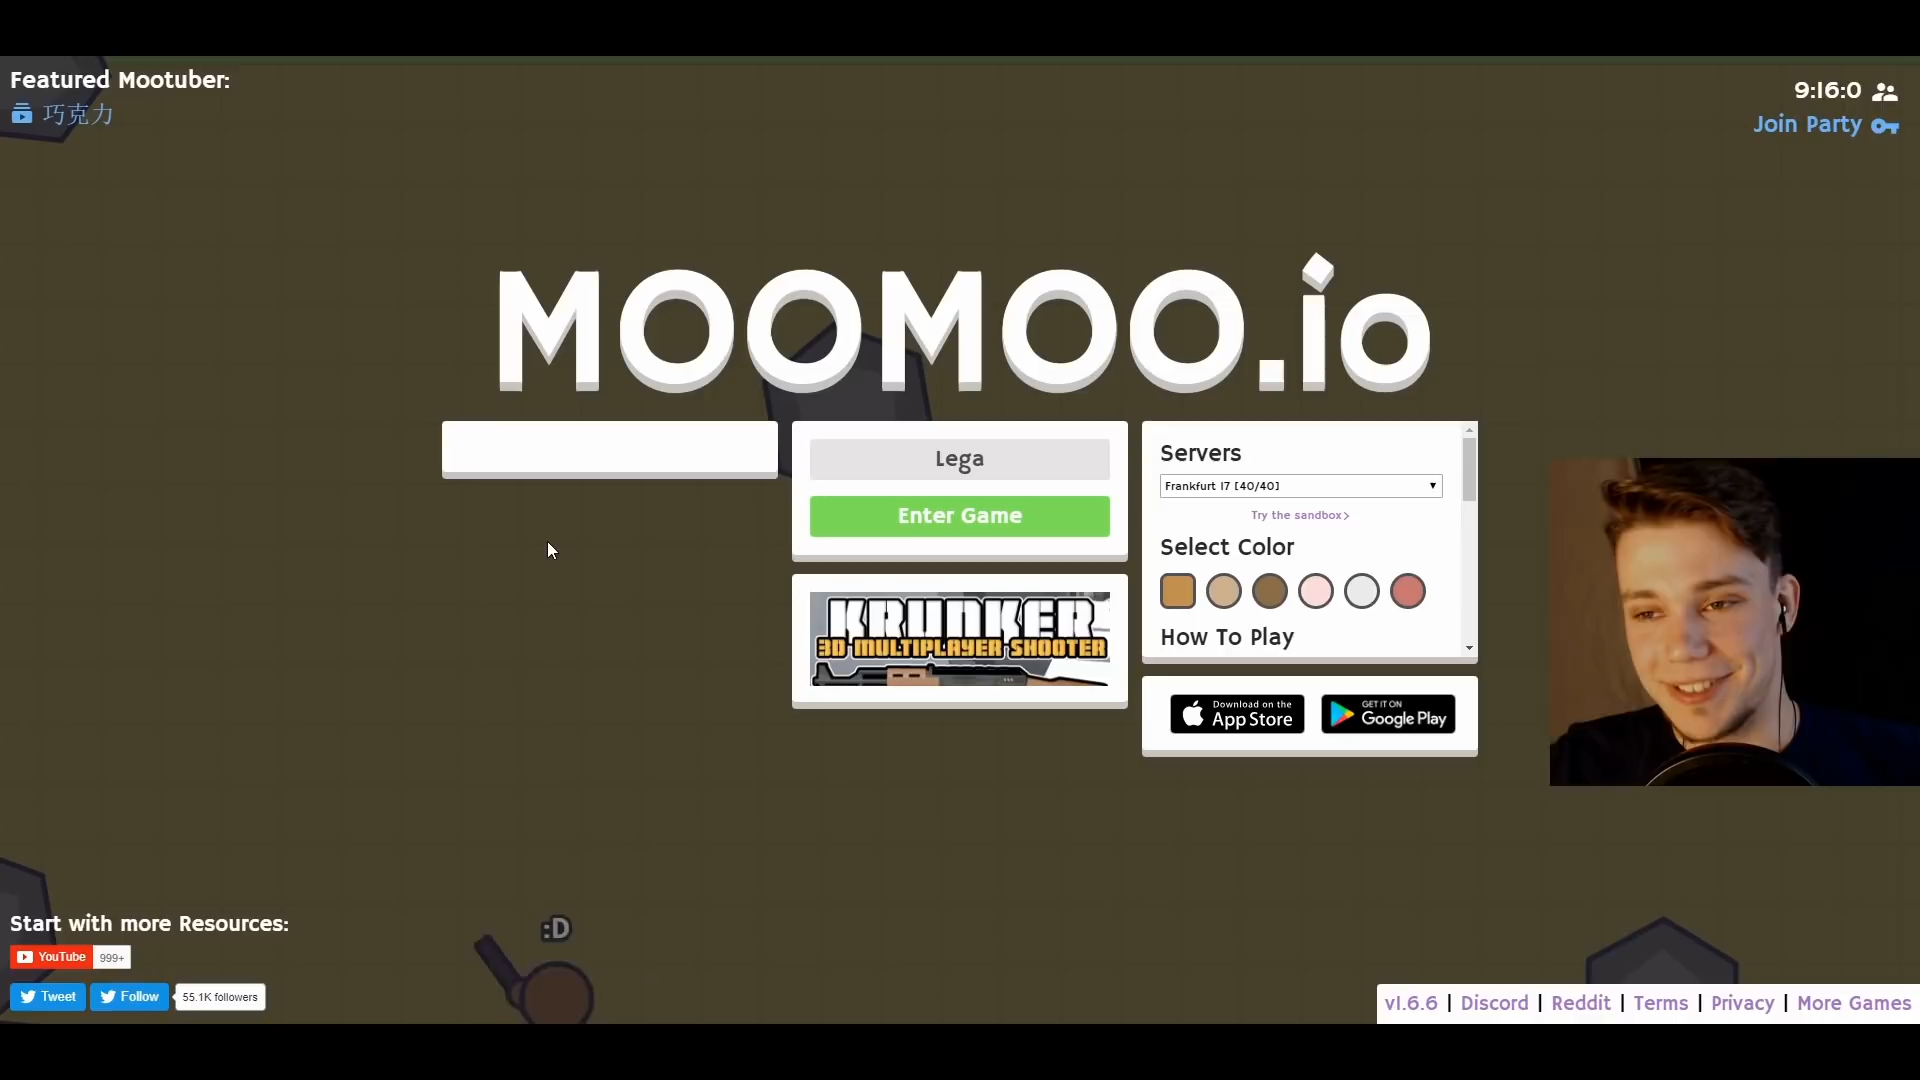 Featured Mootuber:
巧克力
9:16:0
Join Party
MOOMOO.io
Lega
Enter Game
KRUNKER
3D MULTIPLAYER SHOOTER
Servers
Frankfurt 17 [40/40]
Try the sandbox>
Select Color
How To Play
Download on the
App Store
GET IT ON
Google Play
:D
Start with more Resources:
YouTube 999+
Tweet Follow 55.1K followers
v1.6.6 | Discord | Reddit | Terms | Privacy | More Games